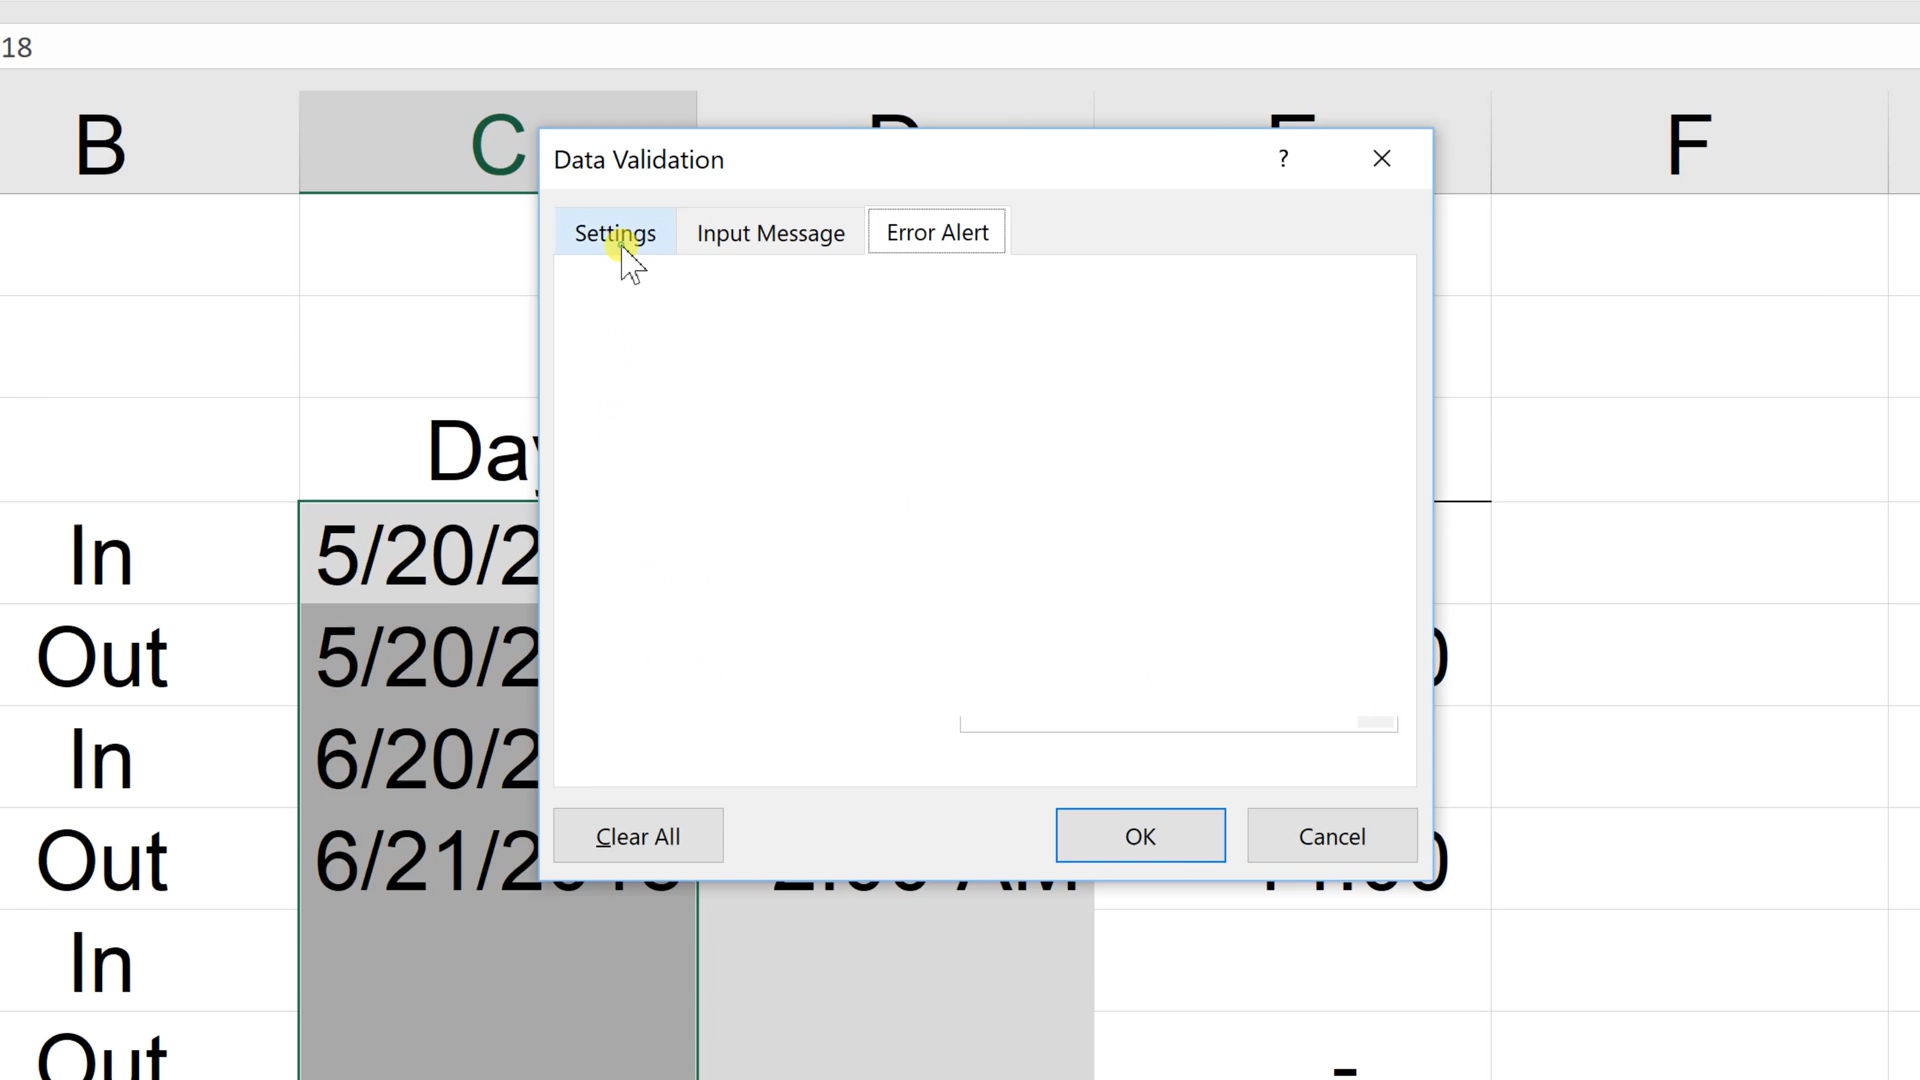 18
B C F
Data Validation ?
Settings Input Message Error Alert
Day
In 5/20/2
Out 5/20/2
In 6/20/2
Out 6/21/2
In
Out
-
Clear All OK Cancel